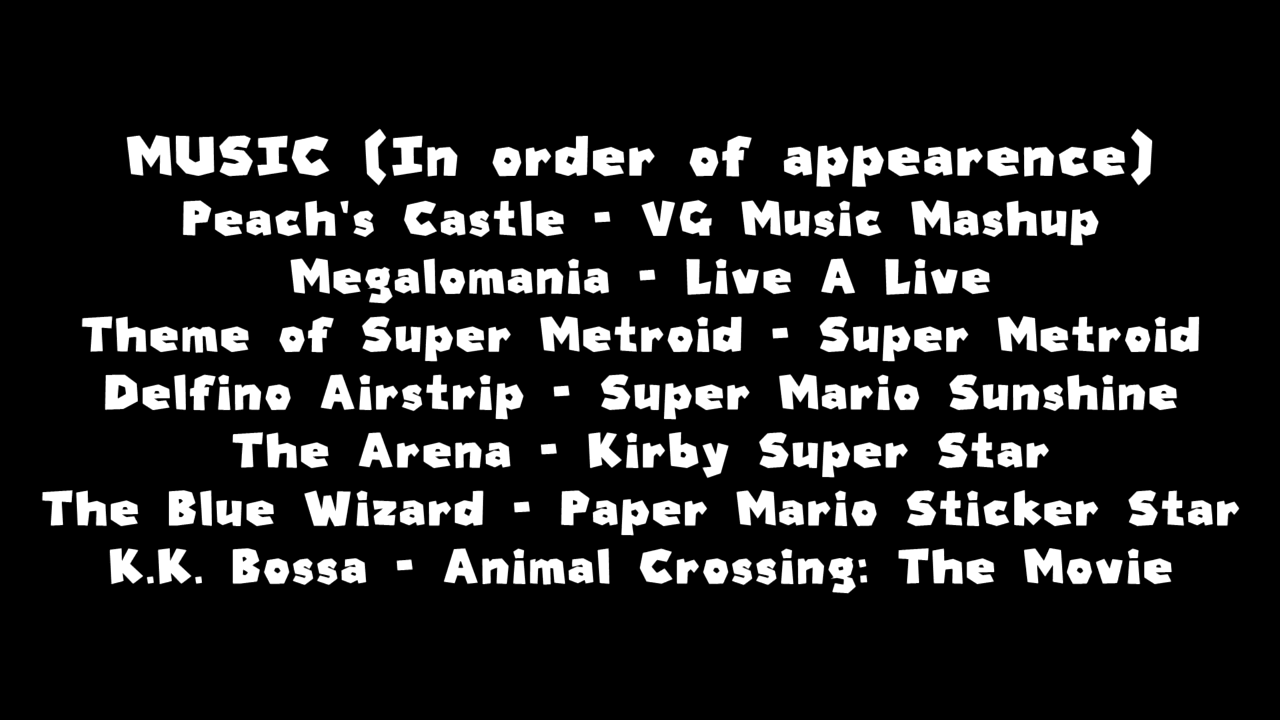 MUSIC (In order of appearence)
Peach's Castle - VG Music Mashup
Megalomania - Live A Live
Theme of Super Metroid - Super Metroid
Delfino Airstrip - Super Mario Sunshine
The Arena - Kirby Super Star
The Blue Wizard - Paper Mario Sticker Star
K.K. Bossa - Animal Crossing: The Movie